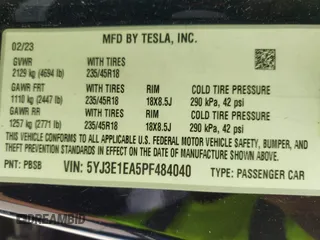 MFD BY TESLA, INC.
02/23
GVWR WITH TIRES
2129 kg (4694 lb) 235/45R18
GAWR FRT WITH TIRES RIM COLD TIRE PRESSURE
1110 kg (2447 lb) 235/45R18 18X8.5J 290 kPa, 42 psi
GAWR RR WITH TIRES RIM COLD TIRE PRESSURE
1257 kg (2771 lb) 235/45R18 18X8.5J 290 kPa, 42 psi
THIS VEHICLE CONFORMS TO ALL APPLICABLE U.S. FEDERAL MOTOR VEHICLE SAFETY, BUMPER, AND
THEFT PREVENTION STANDARDS IN EFFECT ON THE DATE OF MANUFACTURE SHOWN ABOVE.
PNT: PBSB VIN: 5YJ3E1EA5PF484040 TYPE: PASSENGER CAR
DREAMBID